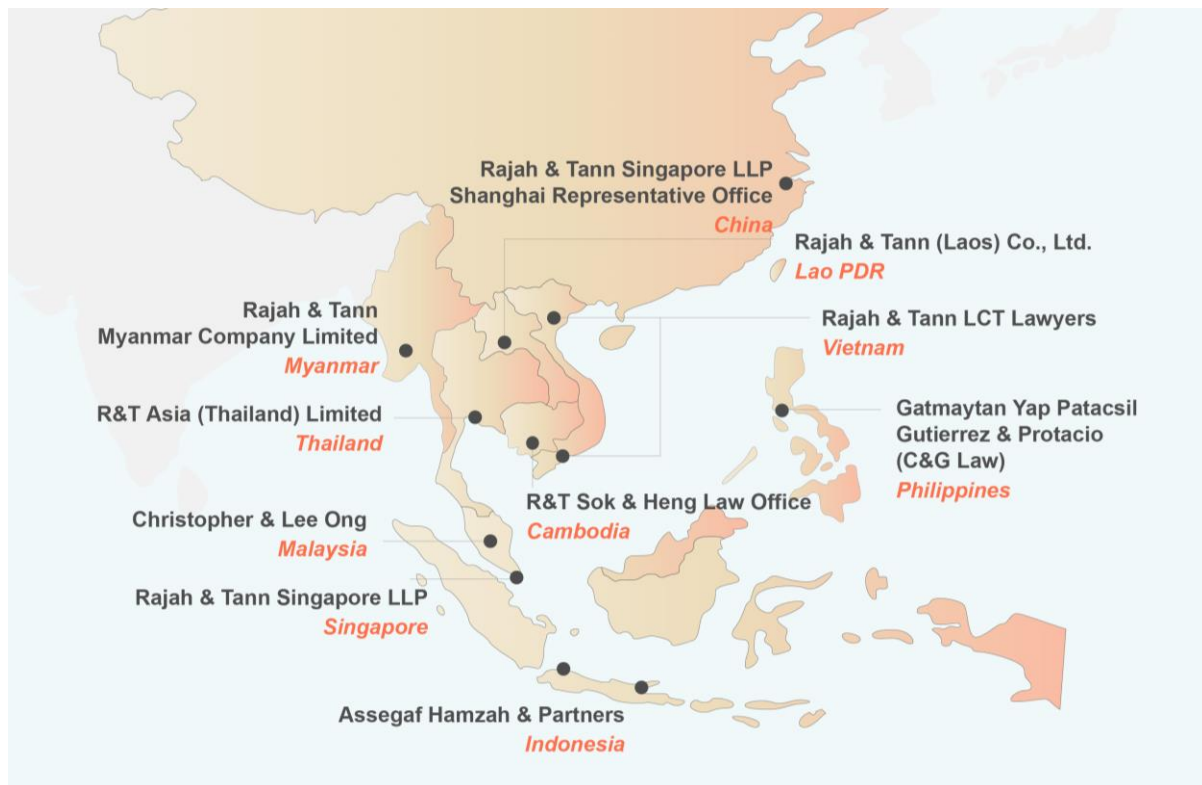 Rajah & Tann Singapore LLP
Shanghai Representative Office
China
Rajah & Tann (Laos) Co., Ltd.
Lao PDR
Rajah & Tann
Myanmar Company Limited
Myanmar
Rajah & Tann LCT Lawyers
Vietnam
R&T Asia (Thailand) Limited
Thailand
Gatmaytan Yap Patacsil
Gutierrez & Protacio
(C&G Law)
Philippines
R&T Sok & Heng Law Office
Cambodia
Christopher & Lee Ong
Malaysia
Rajah & Tann Singapore LLP
Singapore
Assegaf Hamzah & Partners
Indonesia